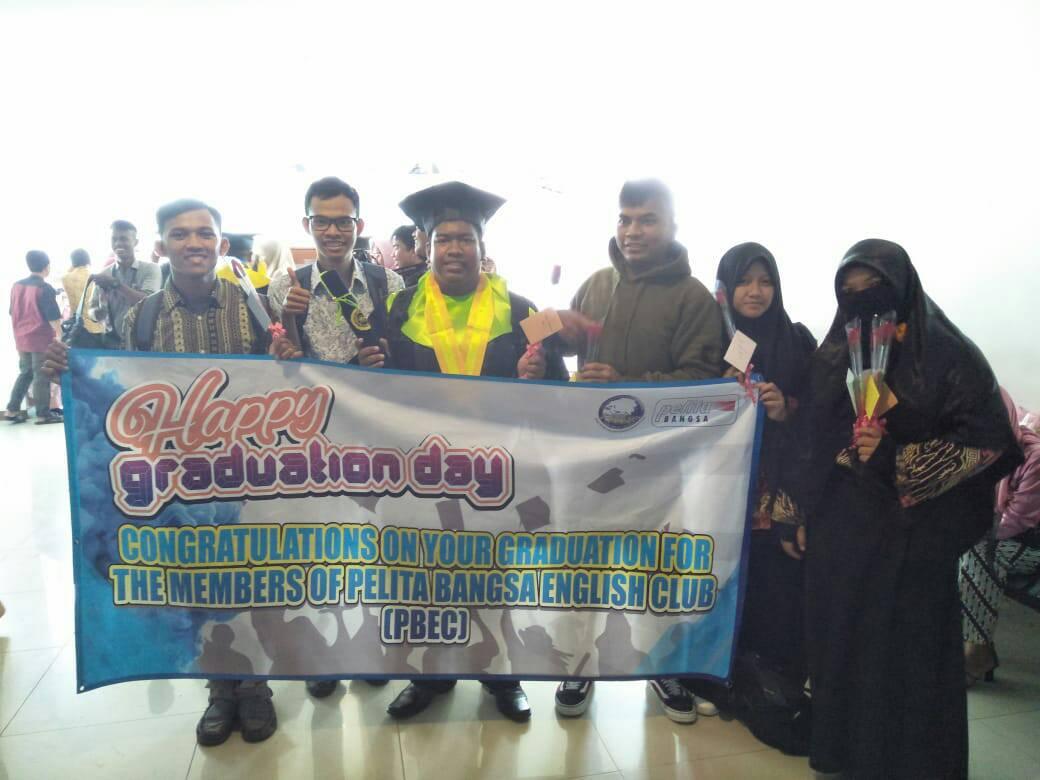 Happy
graduation day
pelita
BANGSA
CONGRATULATIONS ON YOUR GRADUATION FOR
THE MEMBERS OF PELITA BANGSA ENGLISH CLUB
(PBEC)